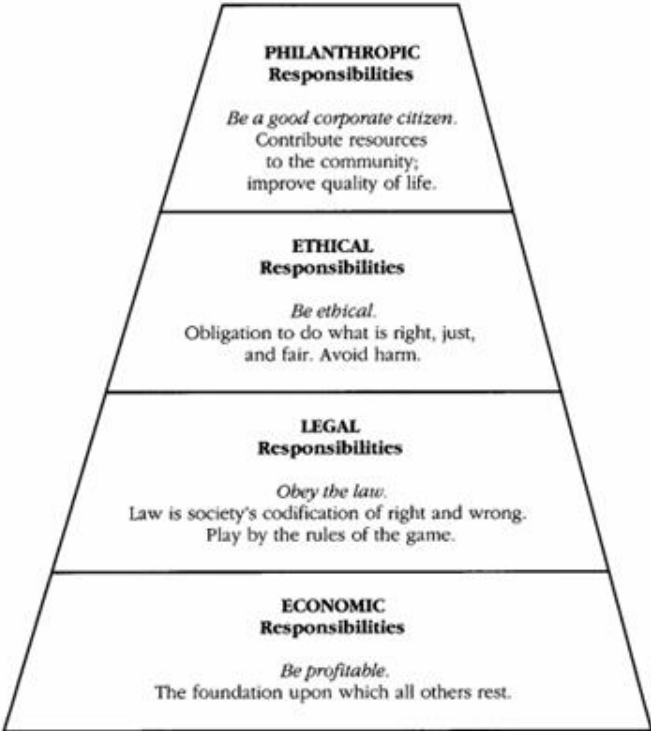 PHILANTHROPIC
Responsibilities
Be a good corporate citizen.
Contribute resources
to the community;
improve quality of life.
ETHICAL
Responsibilities
Be ethical.
Obligation to do what is right, just,
and fair. Avoid harm.
LEGAL
Responsibilities
Obey the law.
Law is society's codification of right and wrong.
Play by the rules of the game.
ECONOMIC
Responsibilities
Be profitable.
The foundation upon which all others rest.